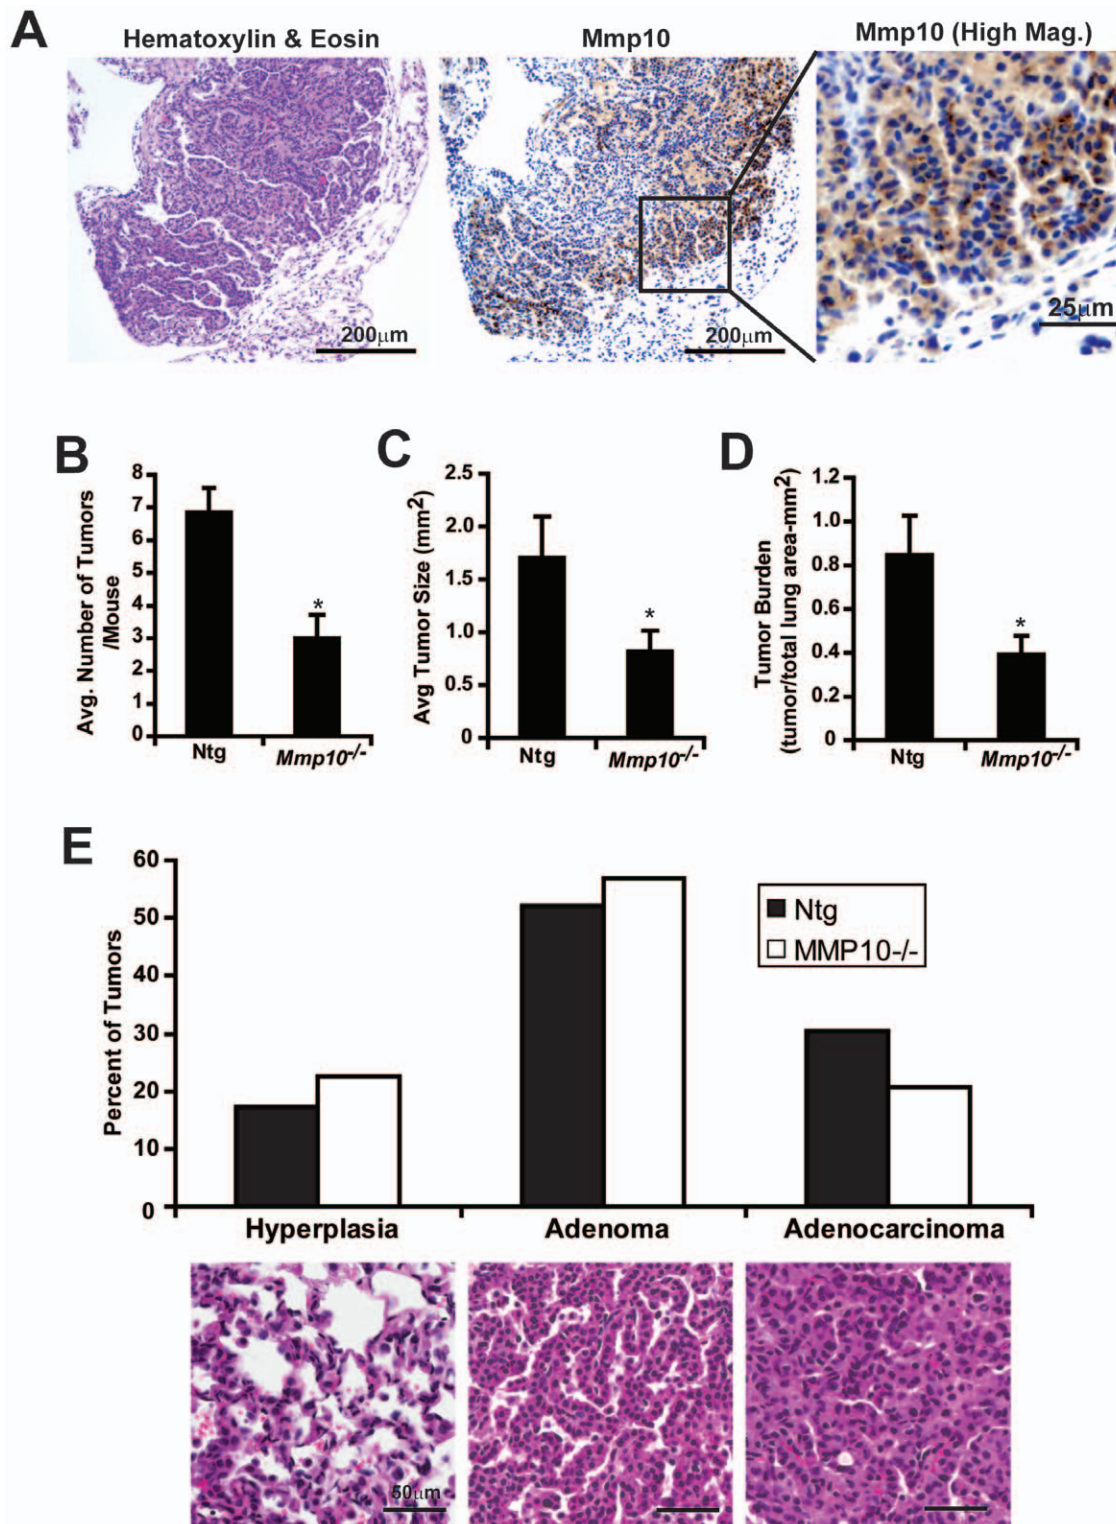 A
Hematoxylin & Eosin
Mmp10
Mmp10 (High Mag.)
200μm
200μm
25μm
B
Avg. Number of Tumors
/Mouse
8
7
6
5
4
3
2
1
0
*
Ntg
Mmp10-/-
C
Avg Tumor Size (mm2)
2.5
2.0
1.5
1.0
0.5
0
*
Ntg
Mmp10-/-
D
Tumor Burden
(tumor/total lung area-mm2)
1.2
1.0
0.8
0.6
0.4
0.2
0
*
Ntg
Mmp10-/-
E
Percent of Tumors
60
50
40
30
20
10
0
Ntg
MMP10-/-
Hyperplasia
Adenoma
Adenocarcinoma
50μm